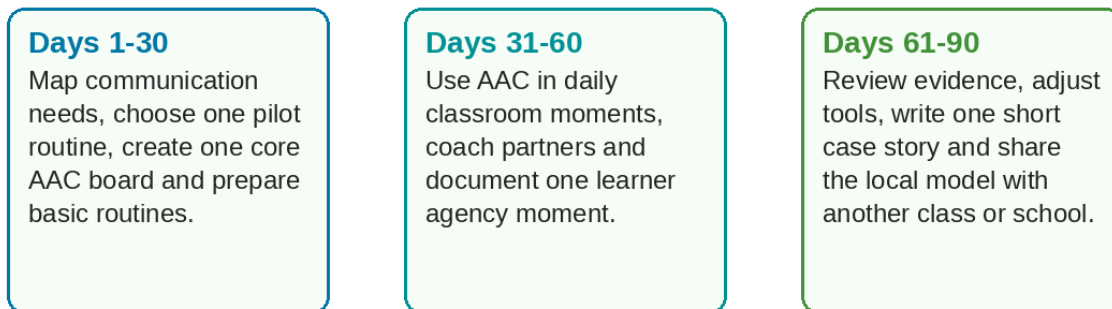 Days 1-30
Map communication
needs, choose one pilot
routine, create one core
AAC board and prepare
basic routines.
Days 31-60
Use AAC in daily
classroom moments,
coach partners and
document one learner
agency moment.
Days 61-90
Review evidence, adjust
tools, write one short
case story and share
the local model with
another class or school.